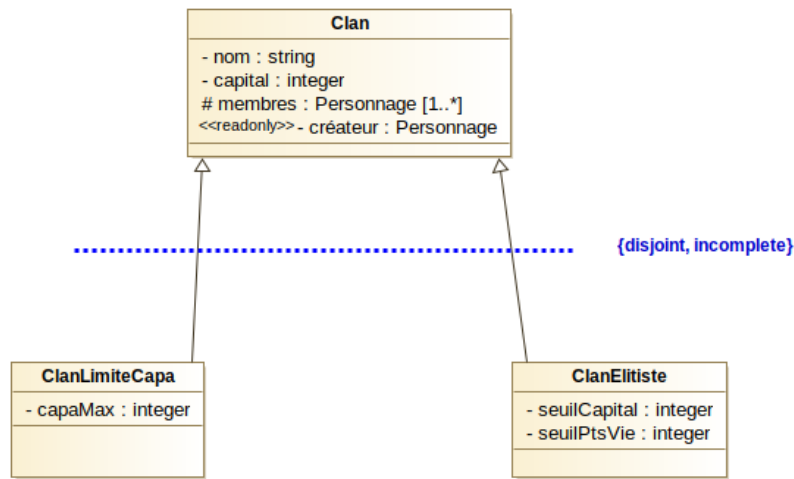 Clan
- nom : string
- capital : integer
# membres : Personnage [1..*]
<<readonly>> - créateur : Personnage
{disjoint, incomplete}
ClanLimiteCapa
- capaMax : integer
ClanElitiste
- seuilCapital : integer
- seuilPtsVie : integer